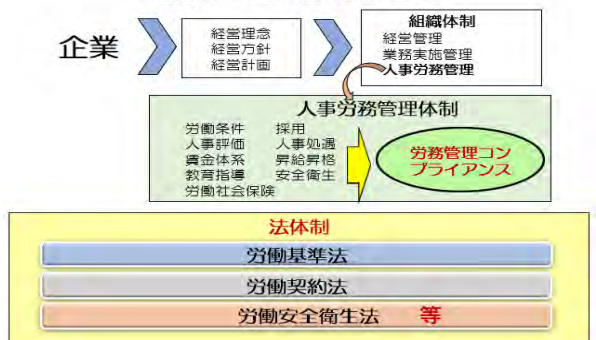 企業
経営理念
経営方針
経営計画
組織体制
経営管理
業務実施管理
人事労務管理
人事労務管理体制
労働条件 採用
人事評価 人事処遇
賃金体系 昇給昇格
教育指導 安全衛生
労働社会保険
労務管理コン
プライアンス
法体制
労働基準法
労働契約法
労働安全衛生法 等